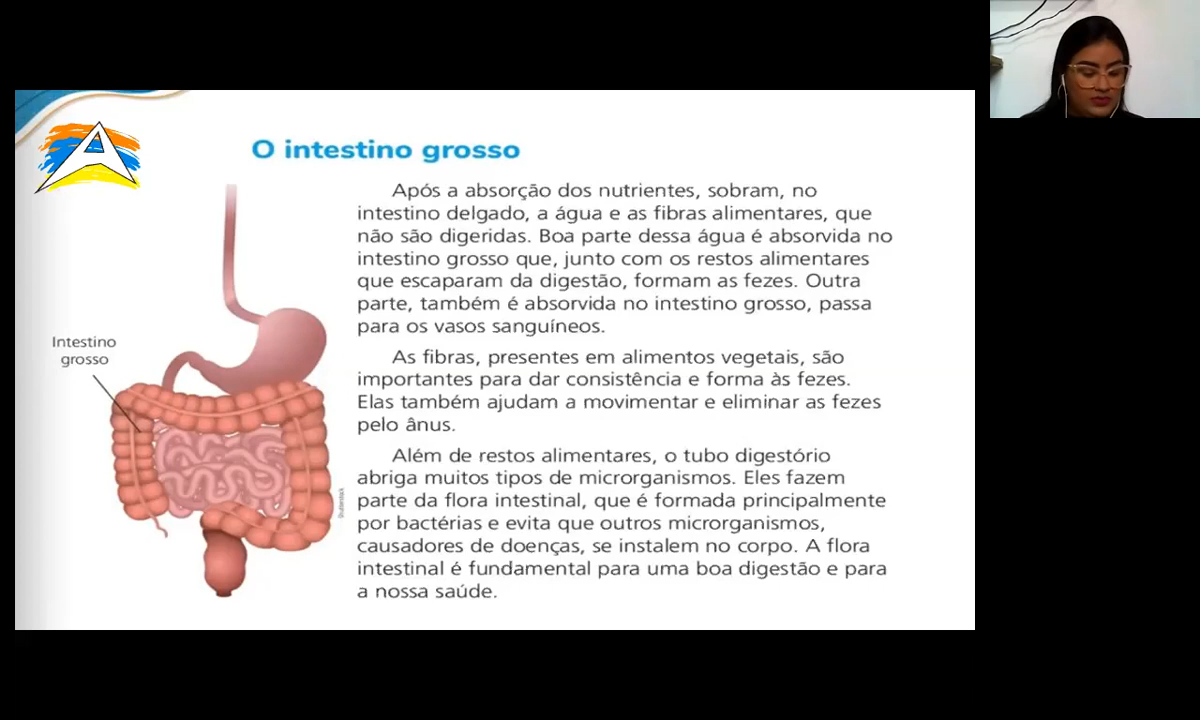 O intestino grosso
Após a absorção dos nutrientes, sobram, no
intestino delgado, a água e as fibras alimentares, que
não são digeridas. Boa parte dessa água é absorvida no
intestino grosso que, junto com os restos alimentares
que escaparam da digestão, formam as fezes. Outra
parte, também é absorvida no intestino grosso, passa
para os vasos sanguíneos.
As fibras, presentes em alimentos vegetais, são
importantes para dar consistência e forma às fezes.
Elas também ajudam a movimentar e eliminar as fezes
pelo ânus.
Além de restos alimentares, o tubo digestório
abriga muitos tipos de microrganismos. Eles fazem
parte da flora intestinal, que é formada principalmente
por bactérias e evita que outros microrganismos,
causadores de doenças, se instalem no corpo. A flora
intestinal é fundamental para uma boa digestão e para
a nossa saúde.
Intestino
grosso
Shutterstock
A